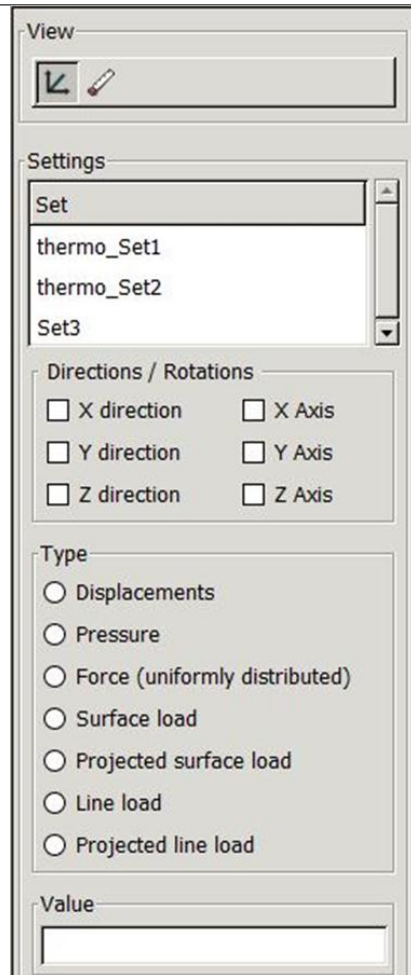 View
Settings
Set
thermo_Set1
thermo_Set2
Set3
Directions / Rotations
X direction X Axis
Y direction Y Axis
Z direction Z Axis
Type
Displacements
Pressure
Force (uniformly distributed)
Surface load
Projected surface load
Line load
Projected line load
Value